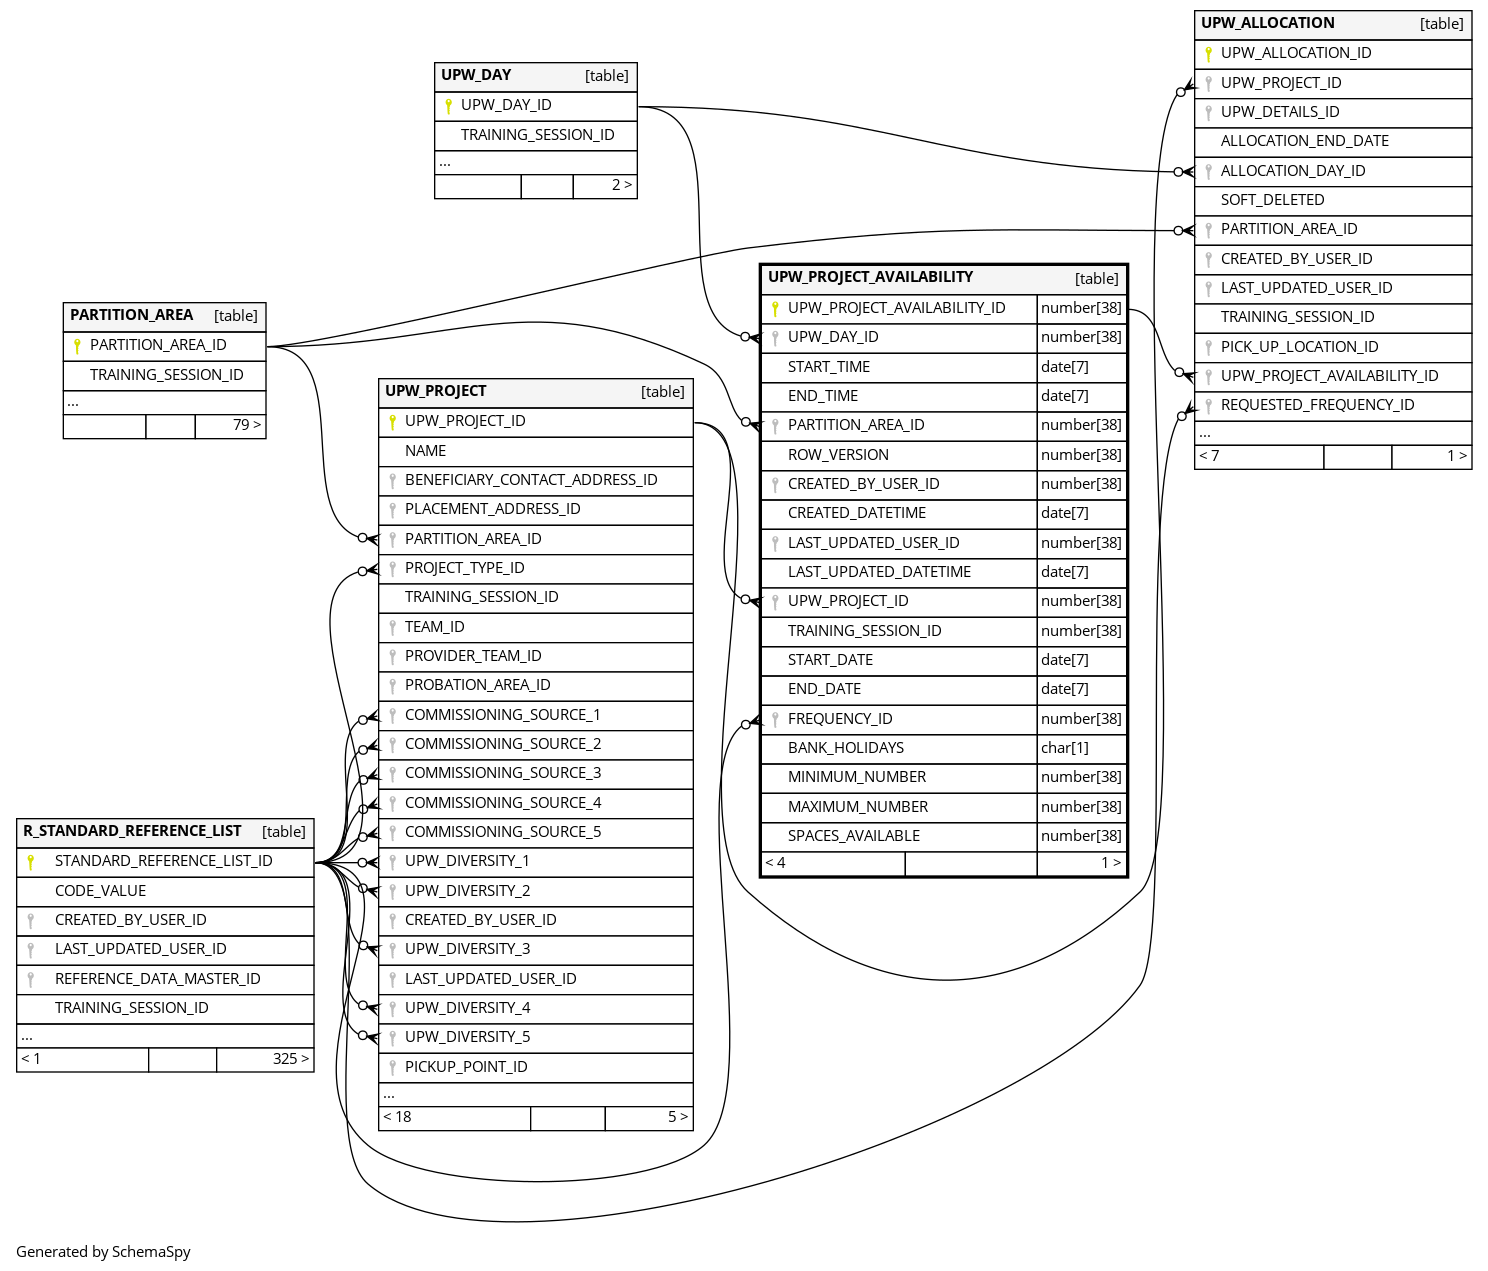 UPW_ALLOCATION [table]
UPW_ALLOCATION_ID
UPW_PROJECT_ID
UPW_DETAILS_ID
ALLOCATION_END_DATE
ALLOCATION_DAY_ID
SOFT_DELETED
PARTITION_AREA_ID
CREATED_BY_USER_ID
LAST_UPDATED_USER_ID
TRAINING_SESSION_ID
PICK_UP_LOCATION_ID
UPW_PROJECT_AVAILABILITY_ID
REQUESTED_FREQUENCY_ID
...
< 7 1 >
UPW_DAY [table]
UPW_DAY_ID
TRAINING_SESSION_ID
...
2 >
UPW_PROJECT_AVAILABILITY [table]
UPW_PROJECT_AVAILABILITY_ID number[38]
UPW_DAY_ID number[38]
START_TIME date[7]
END_TIME date[7]
PARTITION_AREA_ID number[38]
ROW_VERSION number[38]
CREATED_BY_USER_ID number[38]
CREATED_DATETIME date[7]
LAST_UPDATED_USER_ID number[38]
LAST_UPDATED_DATETIME date[7]
UPW_PROJECT_ID number[38]
TRAINING_SESSION_ID number[38]
START_DATE date[7]
END_DATE date[7]
FREQUENCY_ID number[38]
BANK_HOLIDAYS char[1]
MINIMUM_NUMBER number[38]
MAXIMUM_NUMBER number[38]
SPACES_AVAILABLE number[38]
< 4 1 >
PARTITION_AREA [table]
PARTITION_AREA_ID
TRAINING_SESSION_ID
...
79 >
UPW_PROJECT [table]
UPW_PROJECT_ID
NAME
BENEFICIARY_CONTACT_ADDRESS_ID
PLACEMENT_ADDRESS_ID
PARTITION_AREA_ID
PROJECT_TYPE_ID
TRAINING_SESSION_ID
TEAM_ID
PROVIDER_TEAM_ID
PROBATION_AREA_ID
COMMISSIONING_SOURCE_1
COMMISSIONING_SOURCE_2
COMMISSIONING_SOURCE_3
COMMISSIONING_SOURCE_4
COMMISSIONING_SOURCE_5
UPW_DIVERSITY_1
UPW_DIVERSITY_2
CREATED_BY_USER_ID
UPW_DIVERSITY_3
LAST_UPDATED_USER_ID
UPW_DIVERSITY_4
UPW_DIVERSITY_5
PICKUP_POINT_ID
...
< 18 5 >
R_STANDARD_REFERENCE_LIST [table]
STANDARD_REFERENCE_LIST_ID
CODE_VALUE
CREATED_BY_USER_ID
LAST_UPDATED_USER_ID
REFERENCE_DATA_MASTER_ID
TRAINING_SESSION_ID
...
< 1 325 >
Generated by SchemaSpy